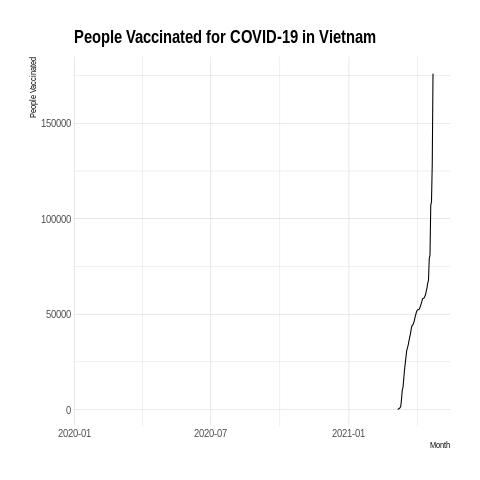 People Vaccinated for COVID-19 in Vietnam
People Vaccinated
150000
100000
50000
0
2020-01
2020-07
2021-01
Month